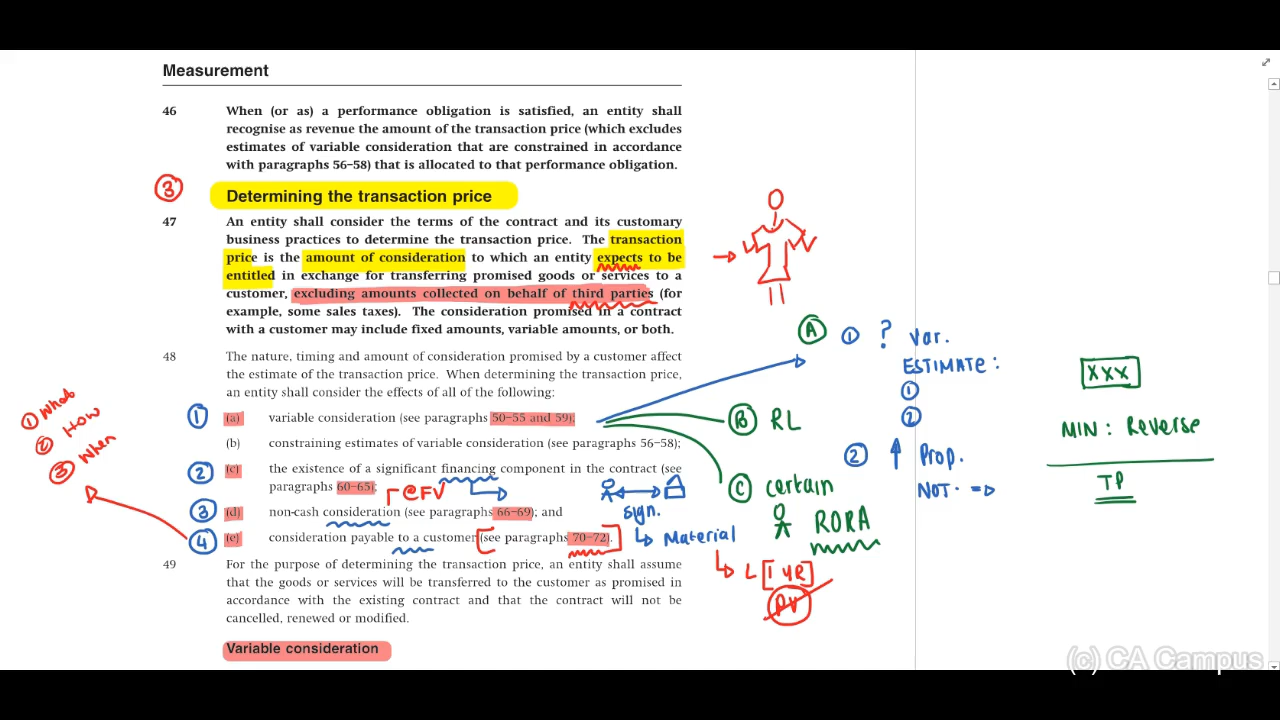 Measurement
46 When (or as) a performance obligation is satisfied, an entity shall
recognise as revenue the amount of the transaction price (which excludes
estimates of variable consideration that are constrained in accordance
with paragraphs 56–58) that is allocated to that performance obligation.
3 Determining the transaction price
47 An entity shall consider the terms of the contract and its customary
business practices to determine the transaction price. The transaction
price is the amount of consideration to which an entity expects to be
entitled in exchange for transferring promised goods or services to a
customer, excluding amounts collected on behalf of third parties (for
example, some sales taxes). The consideration promised in a contract
with a customer may include fixed amounts, variable amounts, or both.
48 The nature, timing and amount of consideration promised by a customer affect
the estimate of the transaction price. When determining the transaction price,
an entity shall consider the effects of all of the following:
1 (a) variable consideration (see paragraphs 50–55 and 59);
(b) constraining estimates of variable consideration (see paragraphs 56–58);
2 (c) the existence of a significant financing component in the contract (see
paragraphs 60–65);
@FV
3 (d) non-cash consideration (see paragraphs 66–69); and
4 (e) consideration payable to a customer (see paragraphs 70–72).
49 For the purpose of determining the transaction price, an entity shall assume
that the goods or services will be transferred to the customer as promised in
accordance with the existing contract and that the contract will not be
cancelled, renewed or modified.
Variable consideration
1 What
2 How
3 When
A 1 ? Var.
ESTIMATE:
1
2
2 Prop.
NOT.
B RL
C certain
RORA
sign.
Material
L [1 YR]
PV
XXX
MIN: Reverse
TP
(c) CA Campus